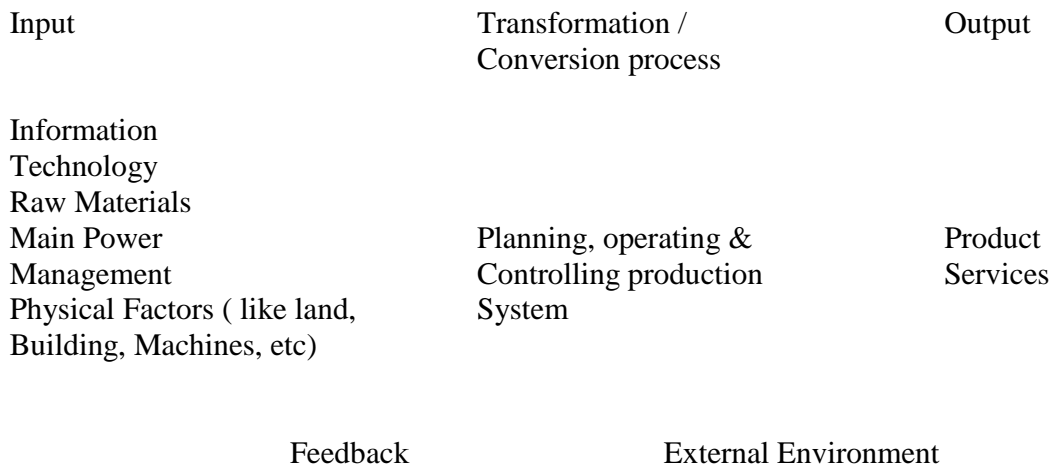 Input
Transformation /
Conversion process
Output
Information
Technology
Raw Materials
Main Power
Management
Physical Factors ( like land,
Building, Machines, etc)
Planning, operating &
Controlling production
System
Product
Services
Feedback
External Environment